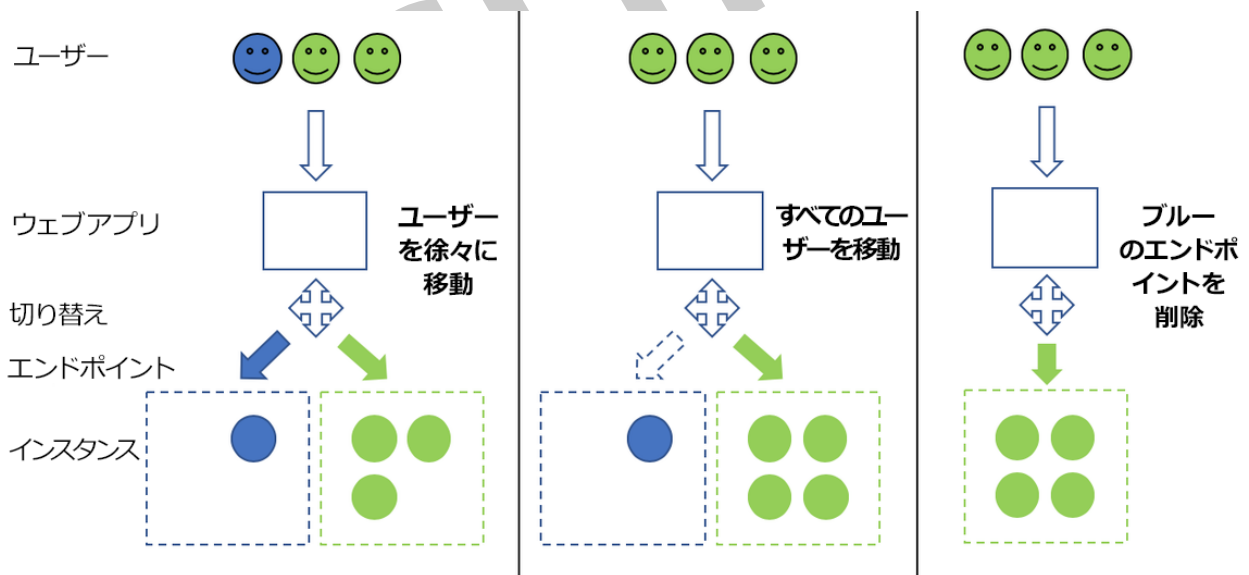 ユーザー
ウェブアプリ
切り替え
エンドポイント
インスタンス
ユーザー
を徐々に
移動
すべてのユー
ザーを移動
ブルー
のエンドポ
イントを
削除